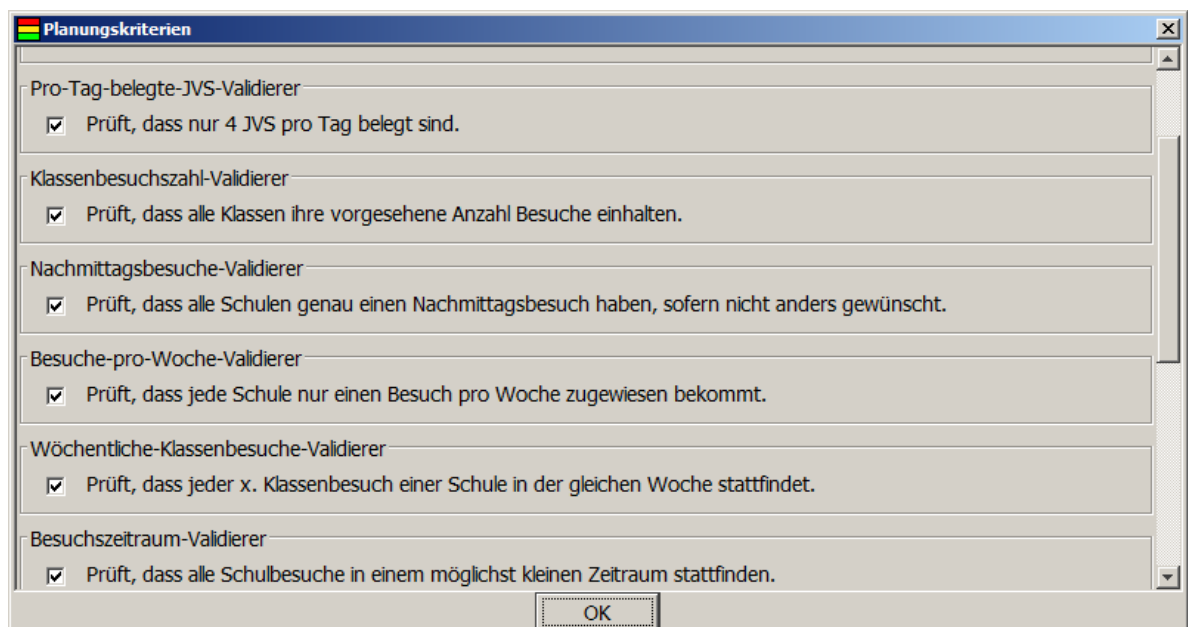 Planungskriterien
Pro-Tag-belegte-JVS-Validierer
Prüft, dass nur 4 JVS pro Tag belegt sind.
Klassenbesuchszahl-Validierer
Prüft, dass alle Klassen ihre vorgesehene Anzahl Besuche einhalten.
Nachmittagsbesuche-Validierer
Prüft, dass alle Schulen genau einen Nachmittagsbesuch haben, sofern nicht anders gewünscht.
Besuche-pro-Woche-Validierer
Prüft, dass jede Schule nur einen Besuch pro Woche zugewiesen bekommt.
Wöchentliche-Klassenbesuche-Validierer
Prüft, dass jeder x. Klassenbesuch einer Schule in der gleichen Woche stattfindet.
Besuchszeitraum-Validierer
Prüft, dass alle Schulbesuche in einem möglichst kleinen Zeitraum stattfinden.
OK